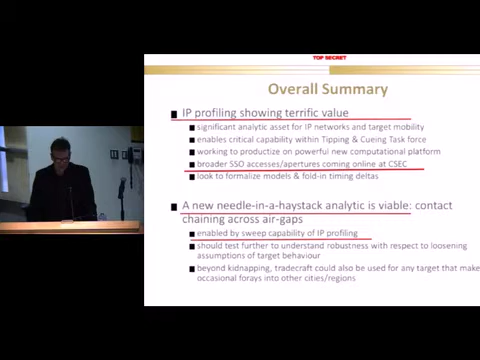 TOP SECRET
Overall Summary
IP profiling showing terrific value
significant analytic asset for IP networks and target mobility
enables critical capability within Tipping & Cueing Task force
working to productize on powerful new computational platform
broader SSO accesses/apertures coming online at CSEC
look to formalize models & fold-in timing deltas
A new needle-in-a-haystack analytic is viable: contact
chaining across air-gaps
enabled by sweep capability of IP profiling
should test further to understand robustness with respect to loosening
assumptions of target behaviour
beyond kidnapping, tradecraft could also be used for any target that make
occasional forays into other cities/regions